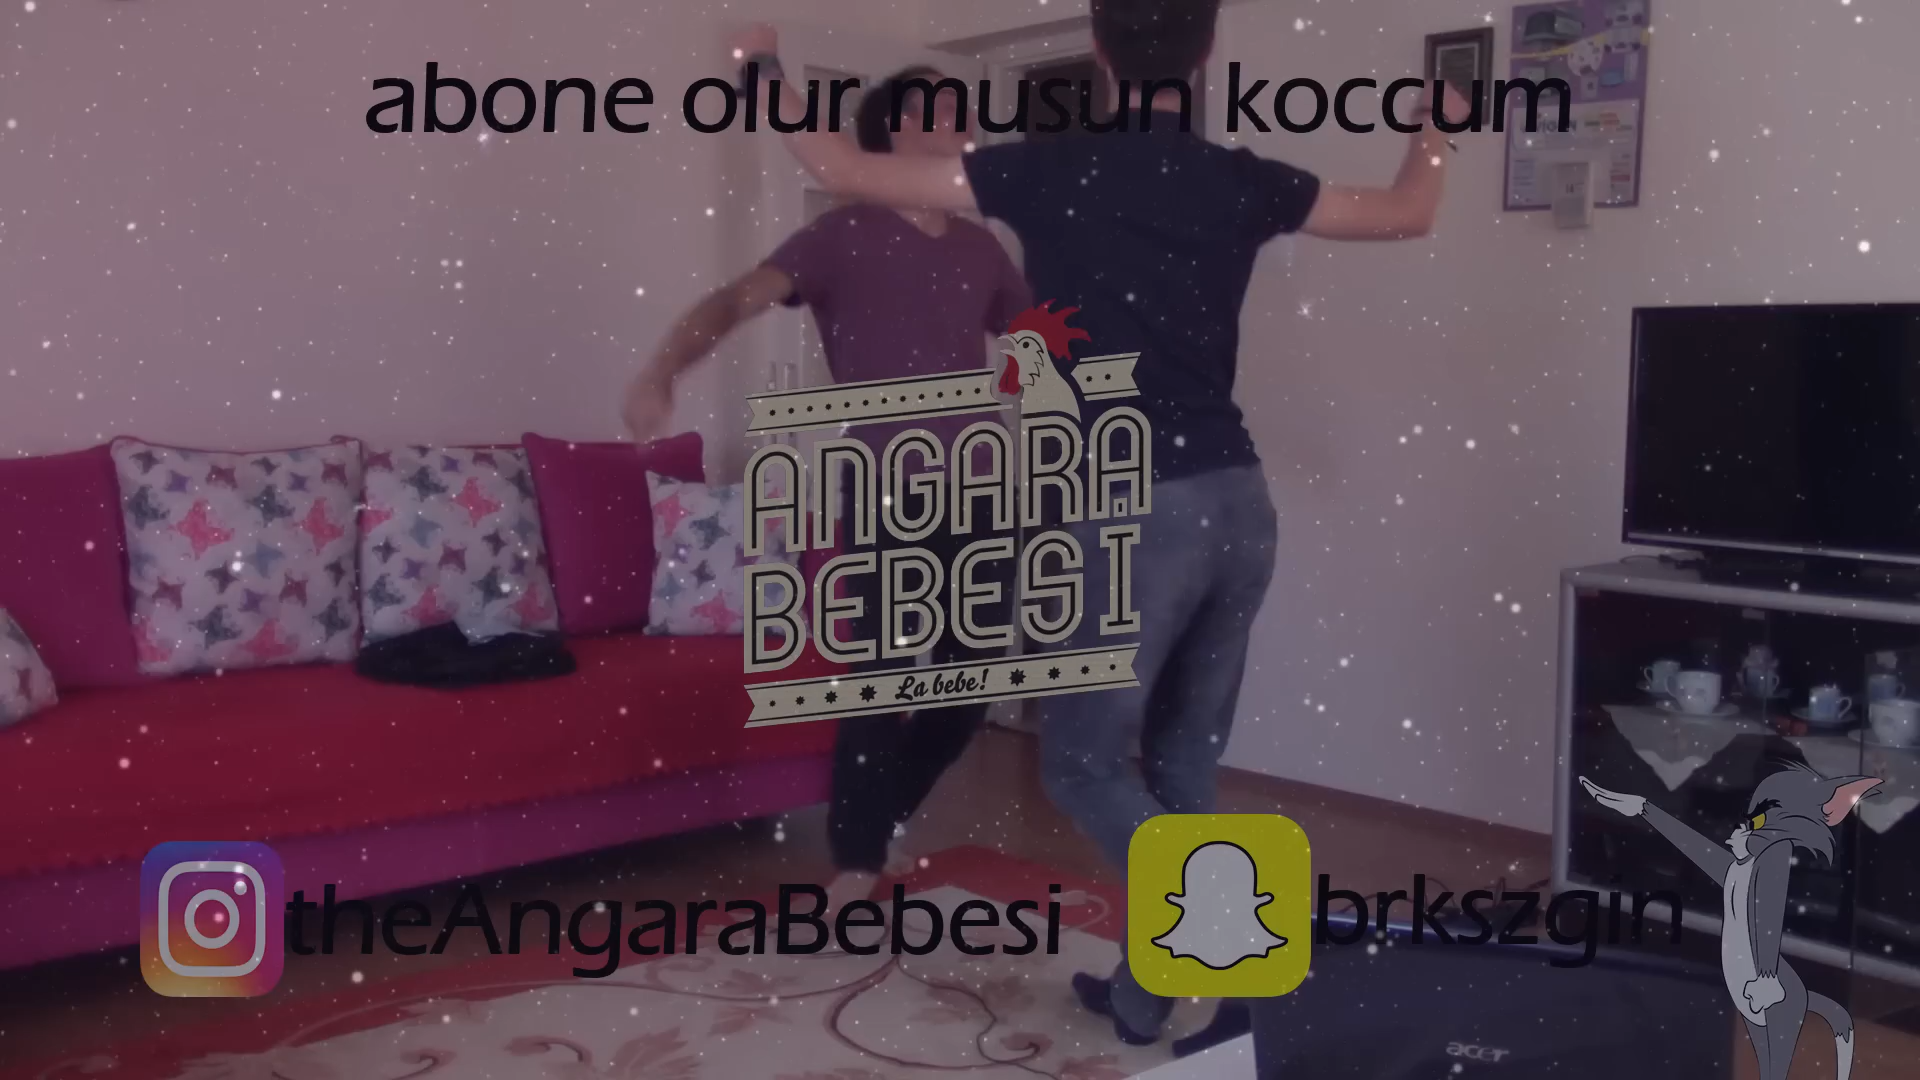 abone olur musun koccum
ANGARA
BEBESİ
La bebe!
theAngaraBebesi
brkszgin
acer